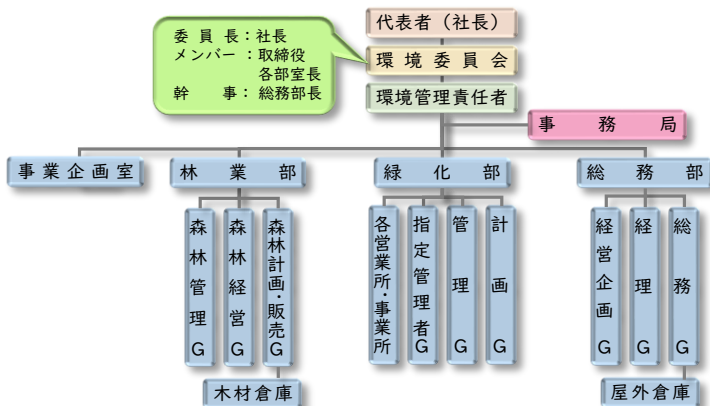 代表者（社長）
委員長：社長
メンバー：取締役
各部室長
幹事：総務部長
環境委員会
環境管理責任者
事務局
事業企画室
林業部
緑化部
総務部
森林管理G
森林経営G
森林計画・販売G
各営業所・事業所
指定管理者G
管理G
計画G
経営企画G
経理G
総務G
木材倉庫
屋外倉庫